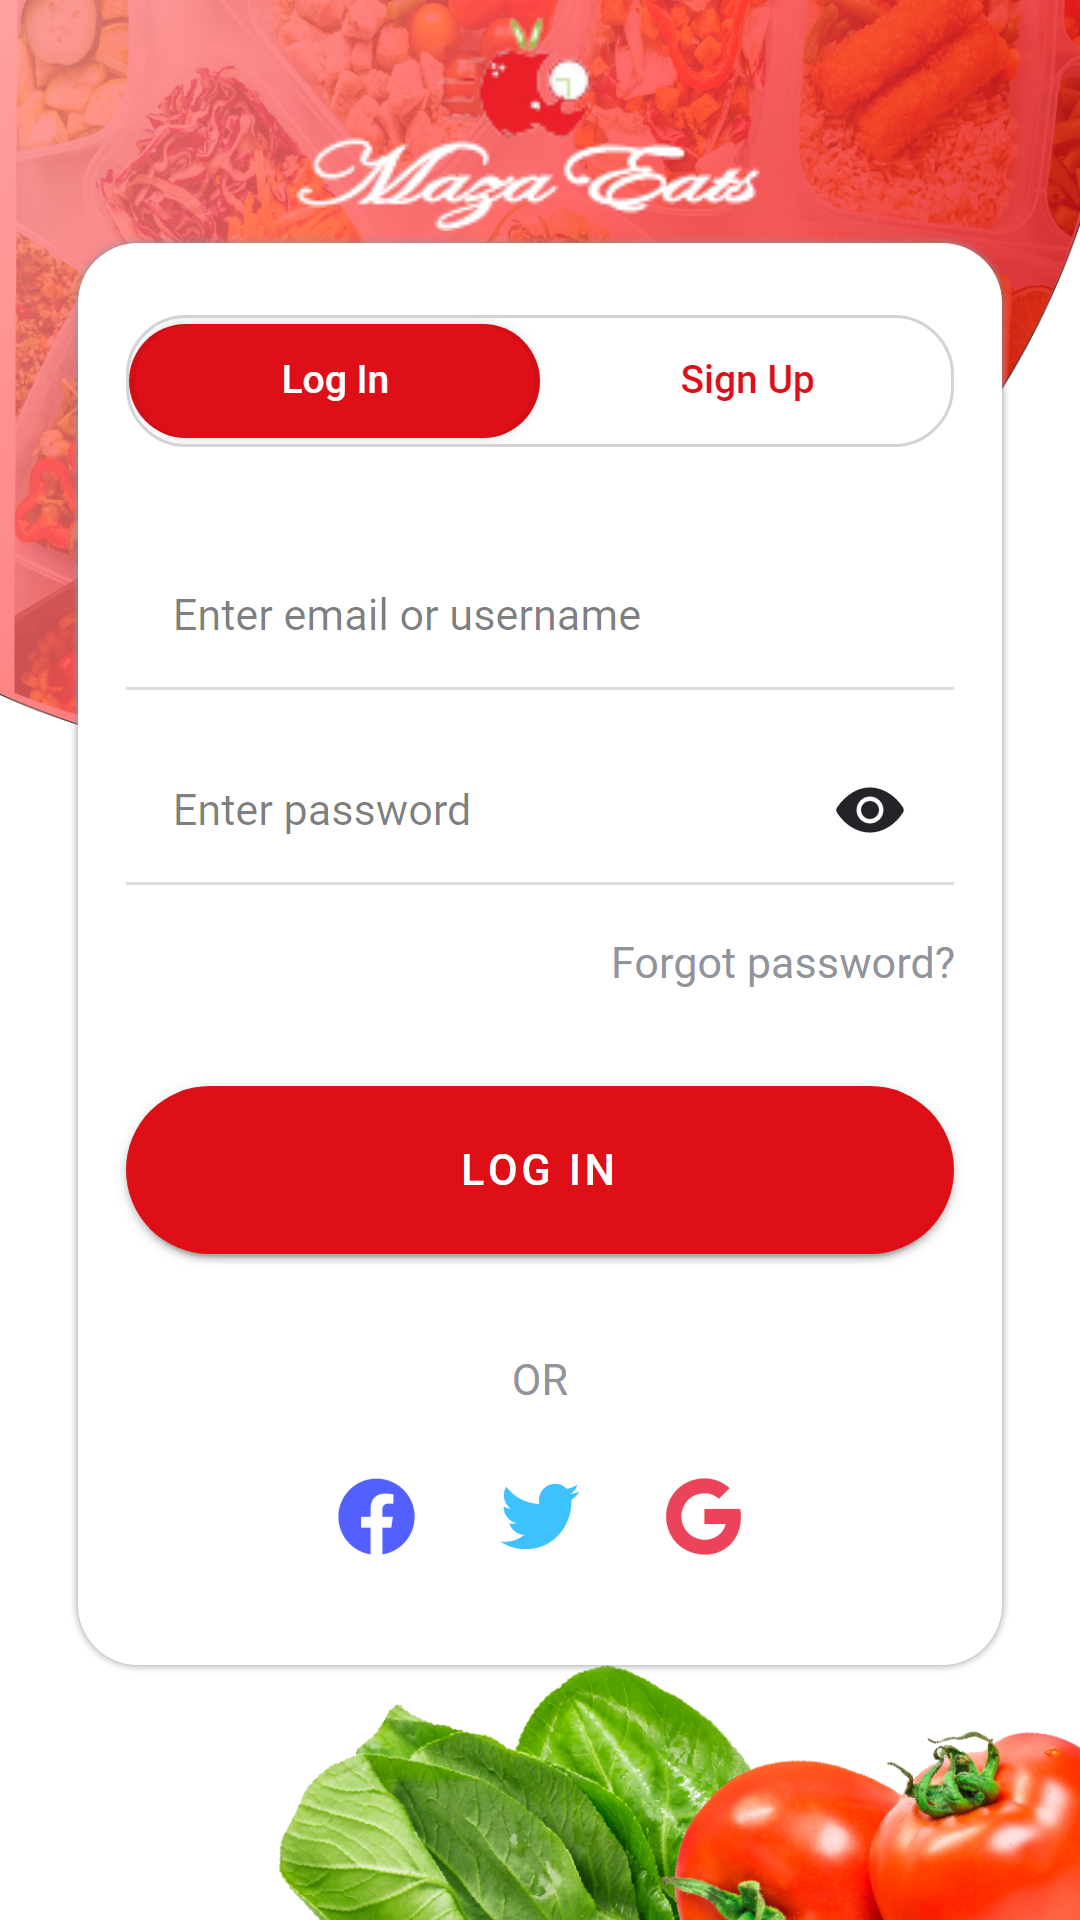 Maza Eats
Log In
Sign Up
Enter email or username
Enter password
Forgot password?
LOG IN
OR